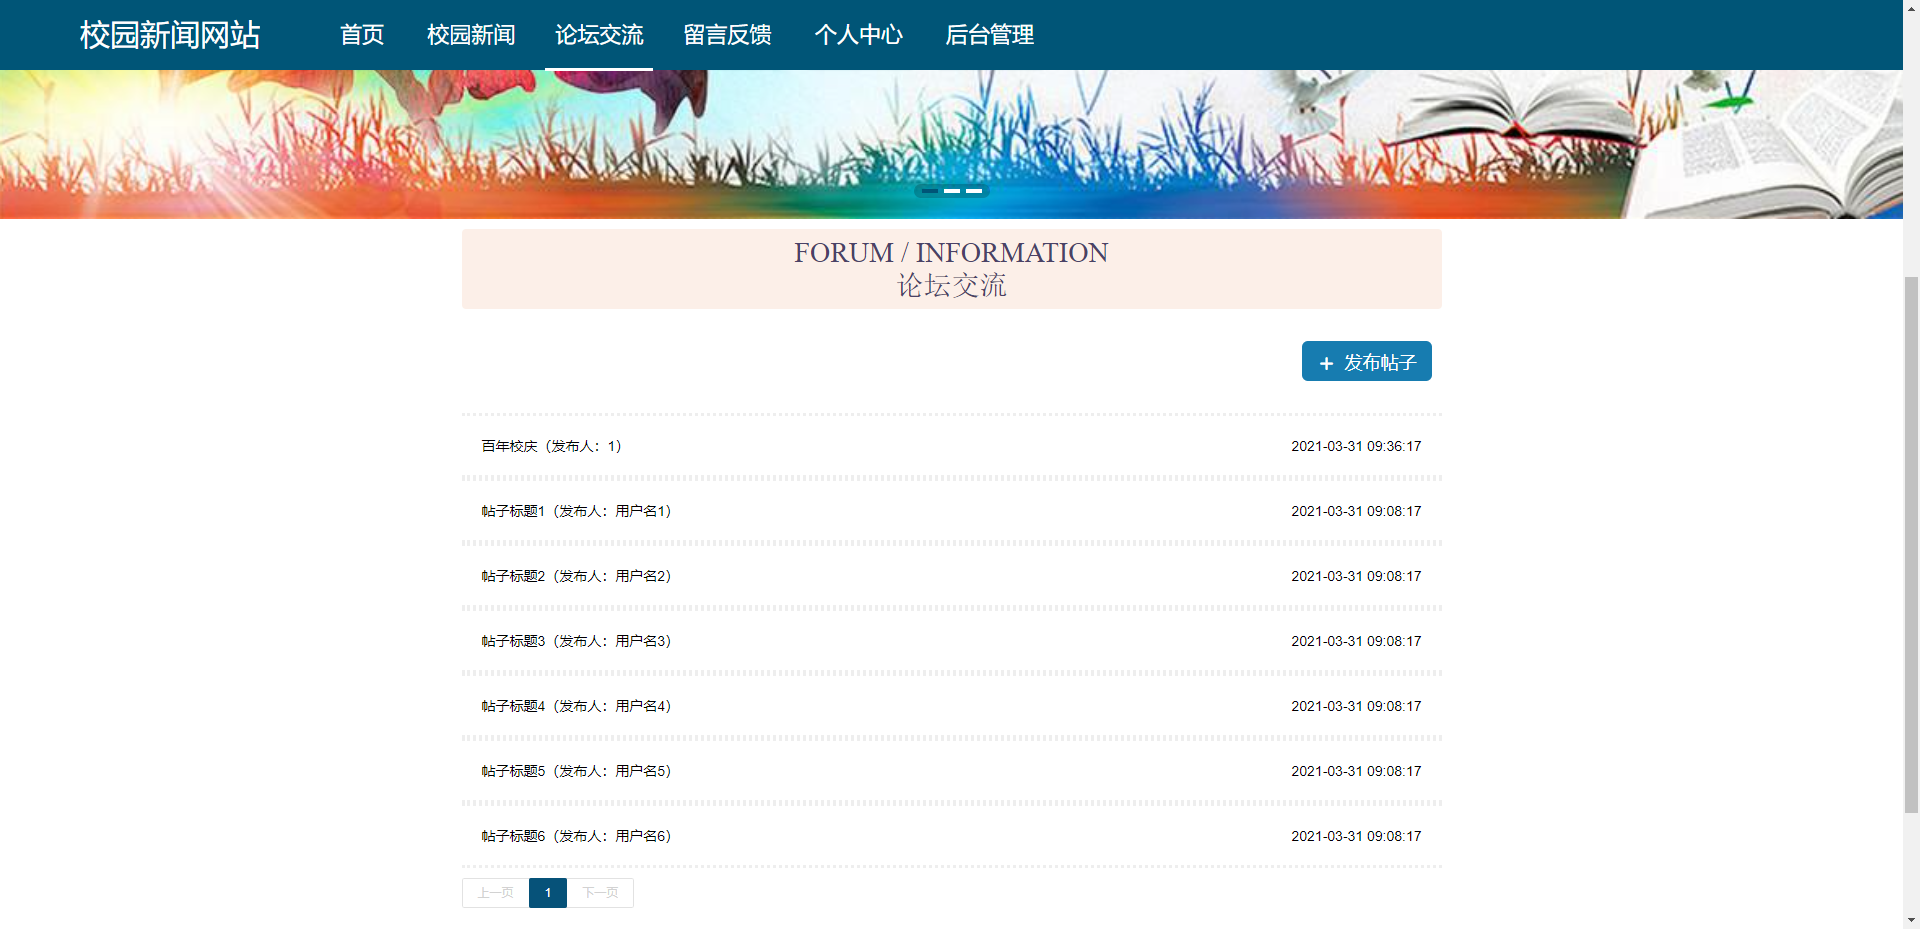 校园新闻网站 首页 校园新闻 论坛交流 留言反馈 个人中心 后台管理
FORUM / INFORMATION
论坛交流
+ 发布帖子
百年校庆（发布人：1） 2021-03-31 09:36:17
帖子标题1（发布人：用户名1） 2021-03-31 09:08:17
帖子标题2（发布人：用户名2） 2021-03-31 09:08:17
帖子标题3（发布人：用户名3） 2021-03-31 09:08:17
帖子标题4（发布人：用户名4） 2021-03-31 09:08:17
帖子标题5（发布人：用户名5） 2021-03-31 09:08:17
帖子标题6（发布人：用户名6） 2021-03-31 09:08:17
上一页 1 下一页